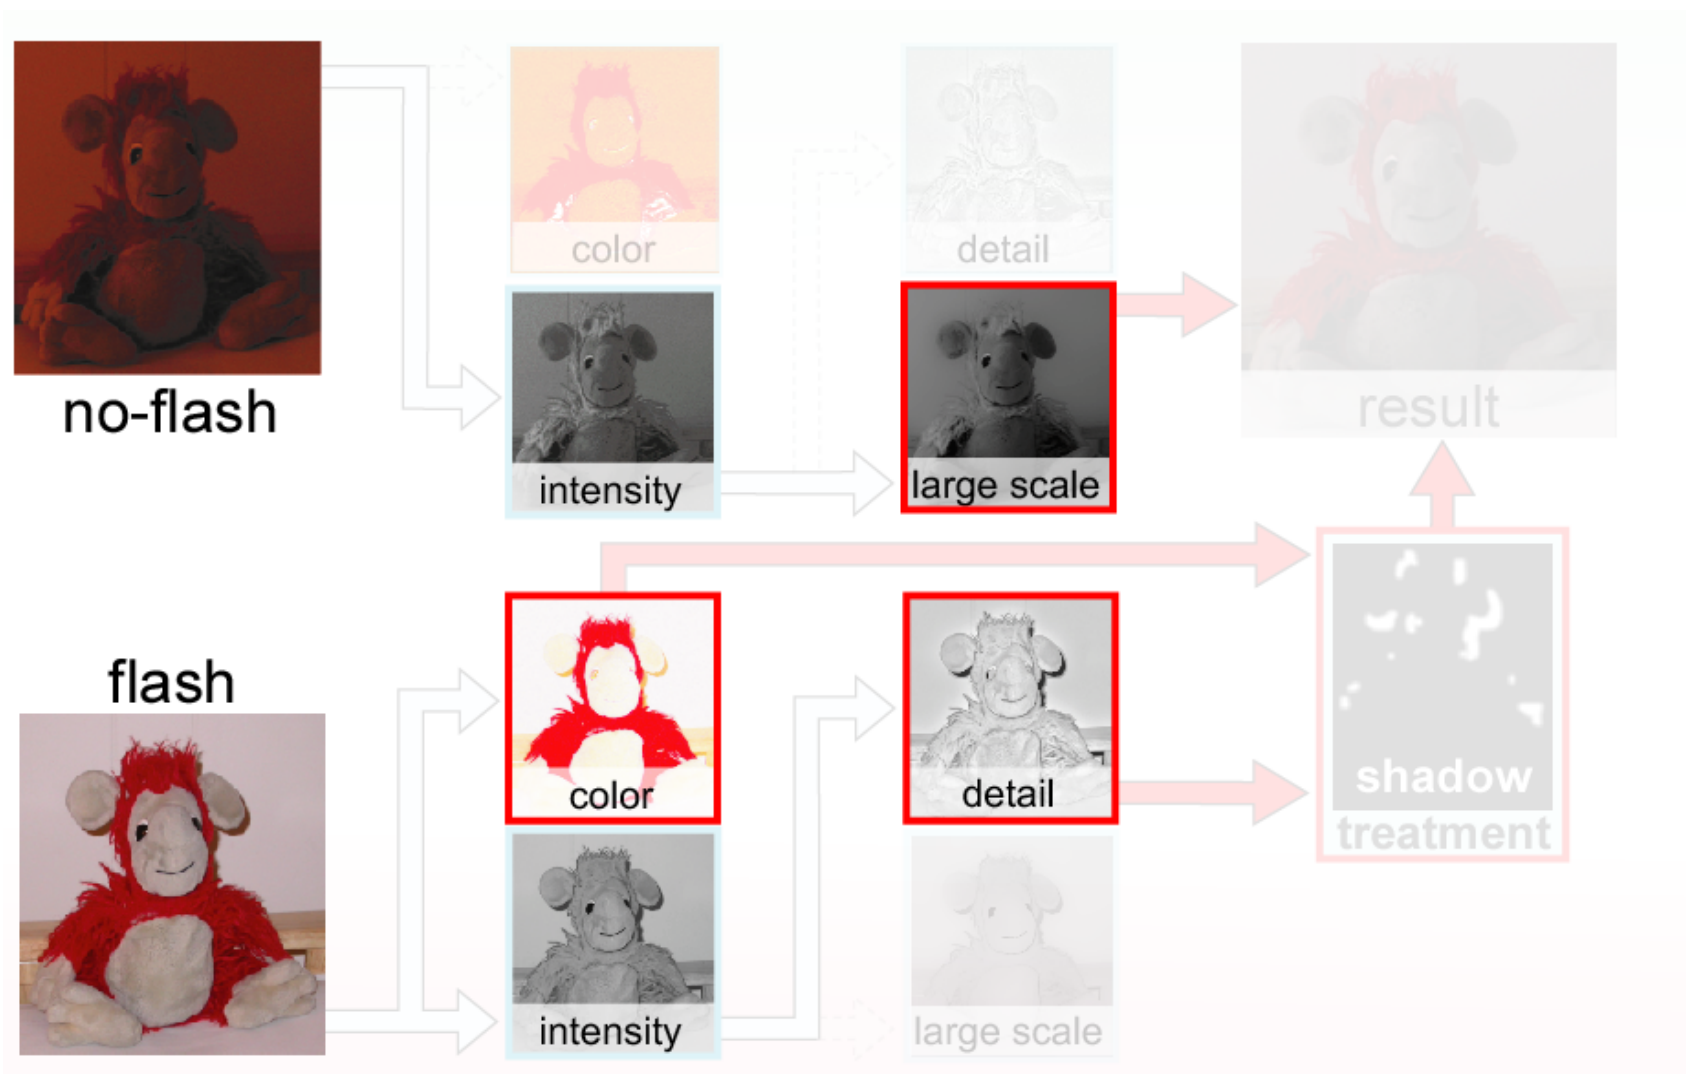 no-flash
color
intensity
detail
large scale
result
flash
color
intensity
detail
large scale
shadow
treatment